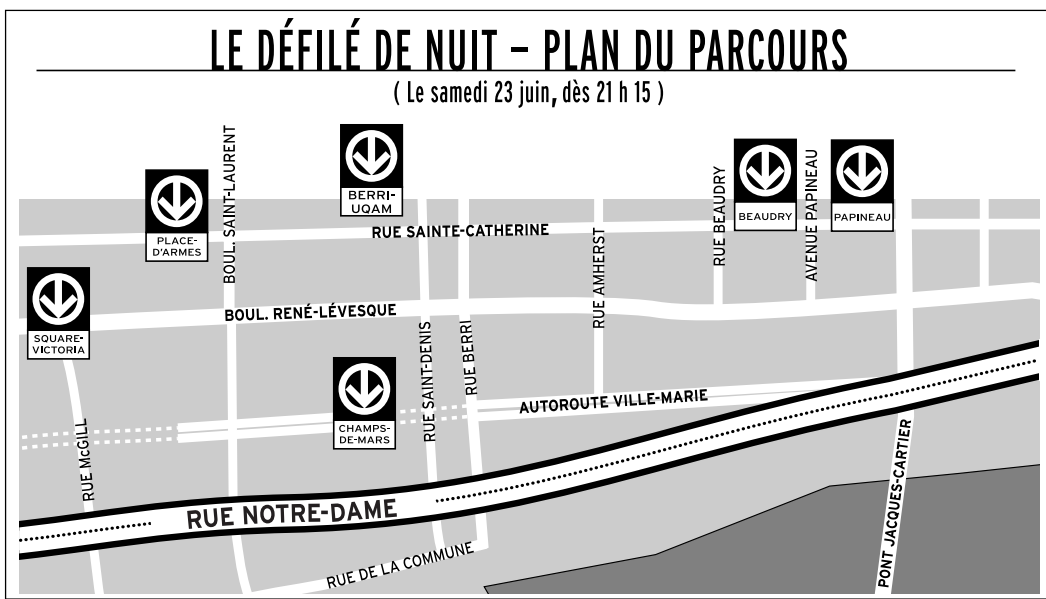 LE DÉFILÉ DE NUIT – PLAN DU PARCOURS
( Le samedi 23 juin, dès 21 h 15 )
BOUL. SAINT-LAURENT
BERRI-
UQAM
RUE BEAUDRY
BEAUDRY
AVENUE PAPINEAU
PAPINEAU
PLACE-
D'ARMES
RUE SAINTE-CATHERINE
RUE AMHERST
SQUARE-
VICTORIA
BOUL. RENÉ-LÉVESQUE
RUE SAINT-DENIS
RUE BERRI
CHAMPS-
DE-MARS
AUTOROUTE VILLE-MARIE
RUE McGILL
RUE NOTRE-DAME
PONT JACQUES-CARTIER
RUE DE LA COMMUNE